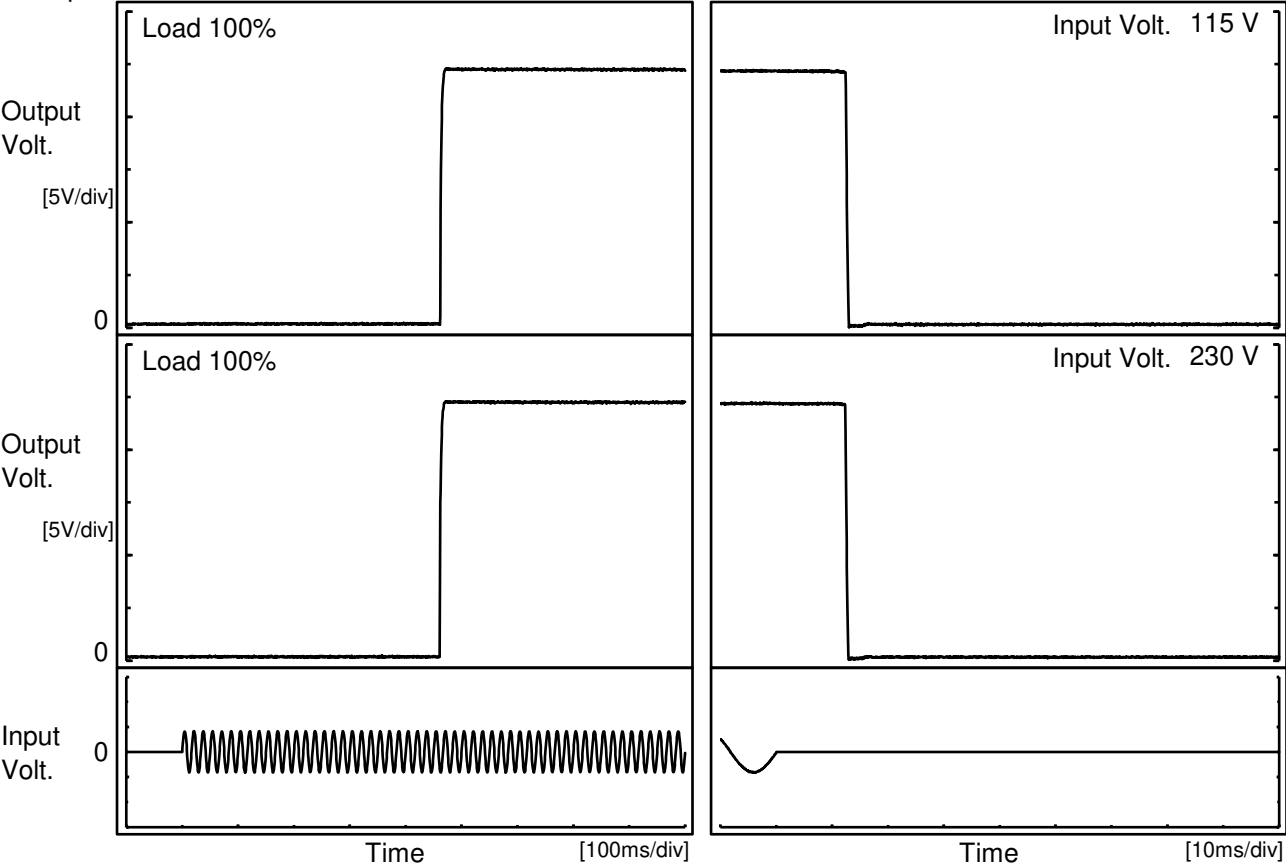 Load 100%
Input Volt. 115 V
Output
Volt.
[5V/div]
0
Load 100%
Input Volt. 230 V
Output
Volt.
[5V/div]
0
Input
Volt.
0
Time
[100ms/div]
Time
[10ms/div]